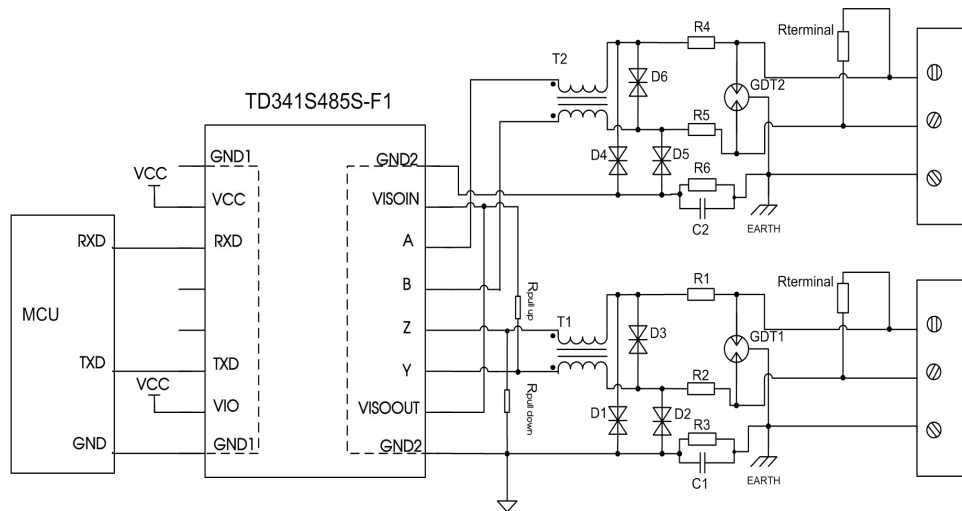 R4
Rterminal
T2
D6
GDT2
TD341S485S-F1
R5
GND1
GND2
D4
D5
VCC
R6
VCC
VISOIN
MCU
RXD
RXD
A
C2
EARTH
B
Rpull up
R1
Rterminal
T1
Z
D3
GDT1
TXD
TXD
Y
R2
VCC
VIO
VISOOUT
Rpull down
D1
D2
R3
GND
GND1
GND2
C1
EARTH